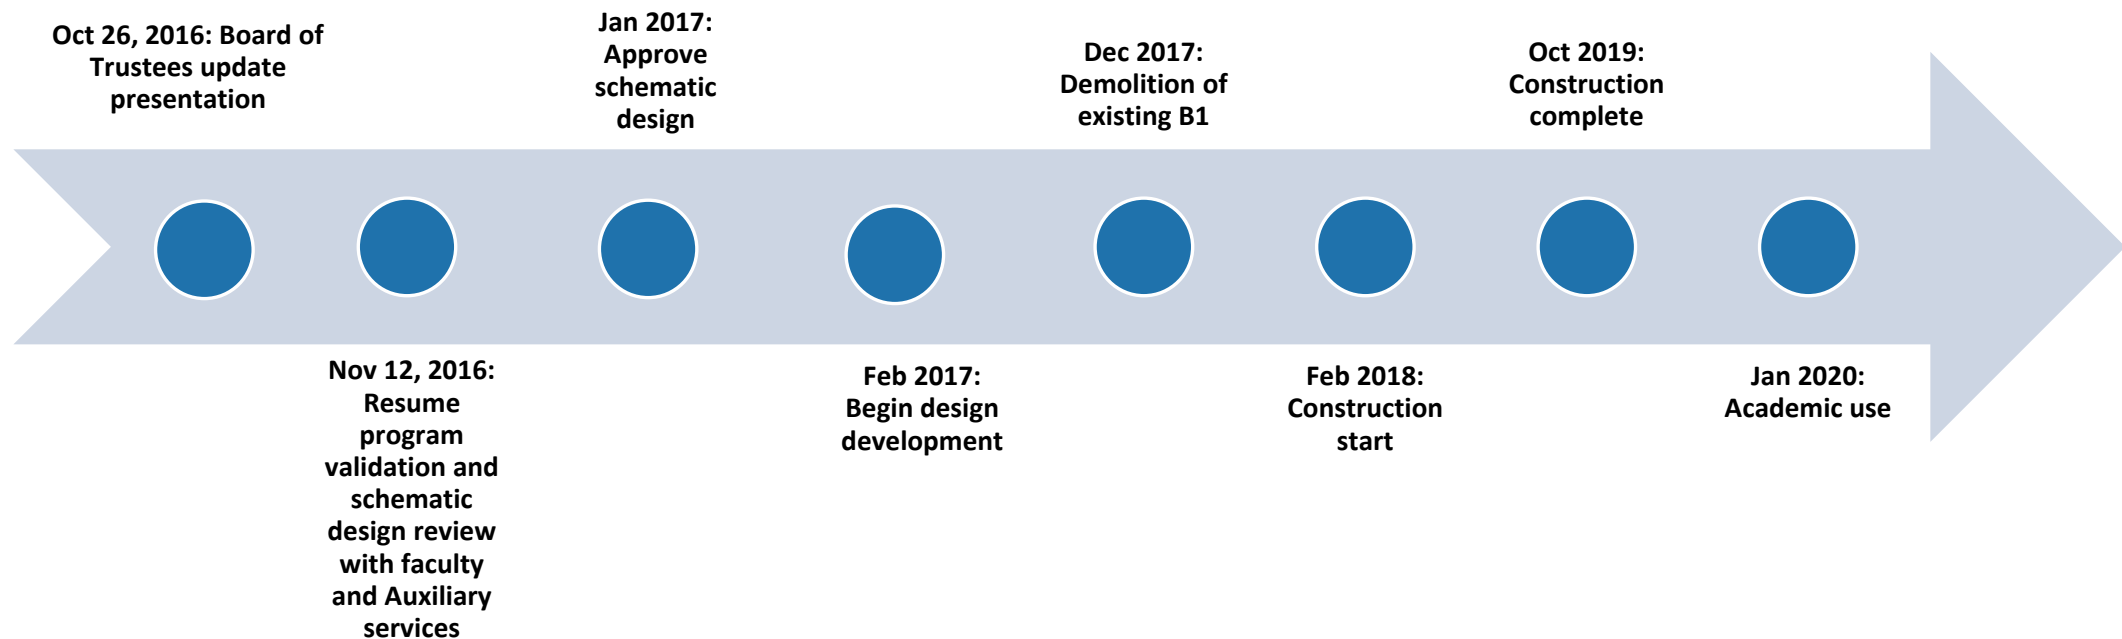 Oct 26, 2016: Board of
Trustees update
presentation
Nov 12, 2016:
Resume
program
validation and
schematic
design review
with faculty
and Auxiliary
services
Jan 2017:
Approve
schematic
design
Feb 2017:
Begin design
development
Dec 2017:
Demolition of
existing B1
Feb 2018:
Construction
start
Oct 2019:
Construction
complete
Jan 2020:
Academic use